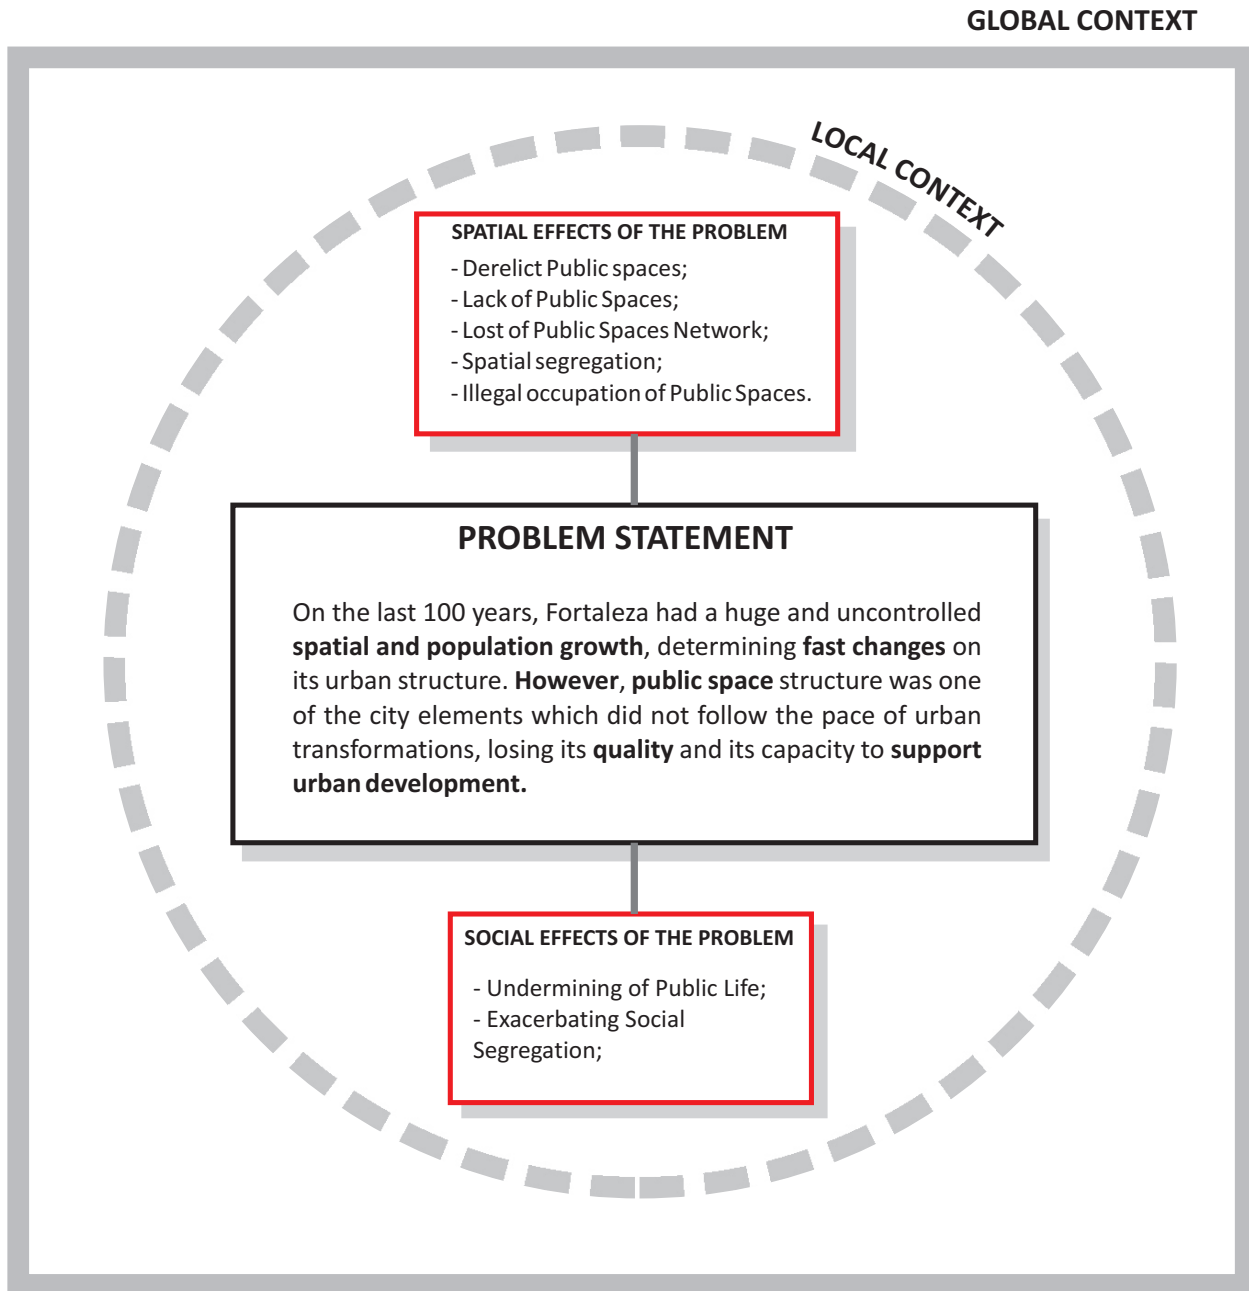 GLOBAL CONTEXT
LOCAL CONTEXT
SPATIAL EFFECTS OF THE PROBLEM
- Derelict Public spaces;
- Lack of Public Spaces;
- Lost of Public Spaces Network;
- Spatial segregation;
- Illegal occupation of Public Spaces.
PROBLEM STATEMENT
On the last 100 years, Fortaleza had a huge and uncontrolled
spatial and population growth, determining fast changes on
its urban structure. However, public space structure was one
of the city elements which did not follow the pace of urban
transformations, losing its quality and its capacity to support
urban development.
SOCIAL EFFECTS OF THE PROBLEM
- Undermining of Public Life;
- Exacerbating Social
Segregation;